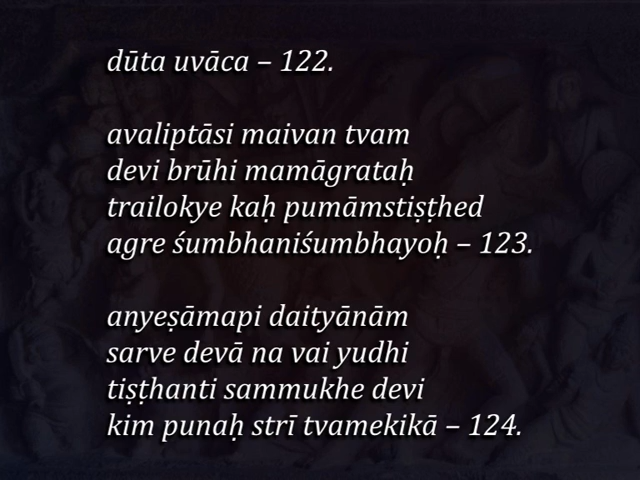 dūta uvāca – 122.
avaliptāsi maivan tvam
devi brūhi mamāgrataḥ
trailokye kaḥ pumāmstiṣṭhed
agre śumbhaniśumbhayoḥ – 123.
anyeṣāmapi daityānām
sarve devā na vai yudhi
tiṣṭhanti sammukhe devi
kim punaḥ strī tvamekikā – 124.